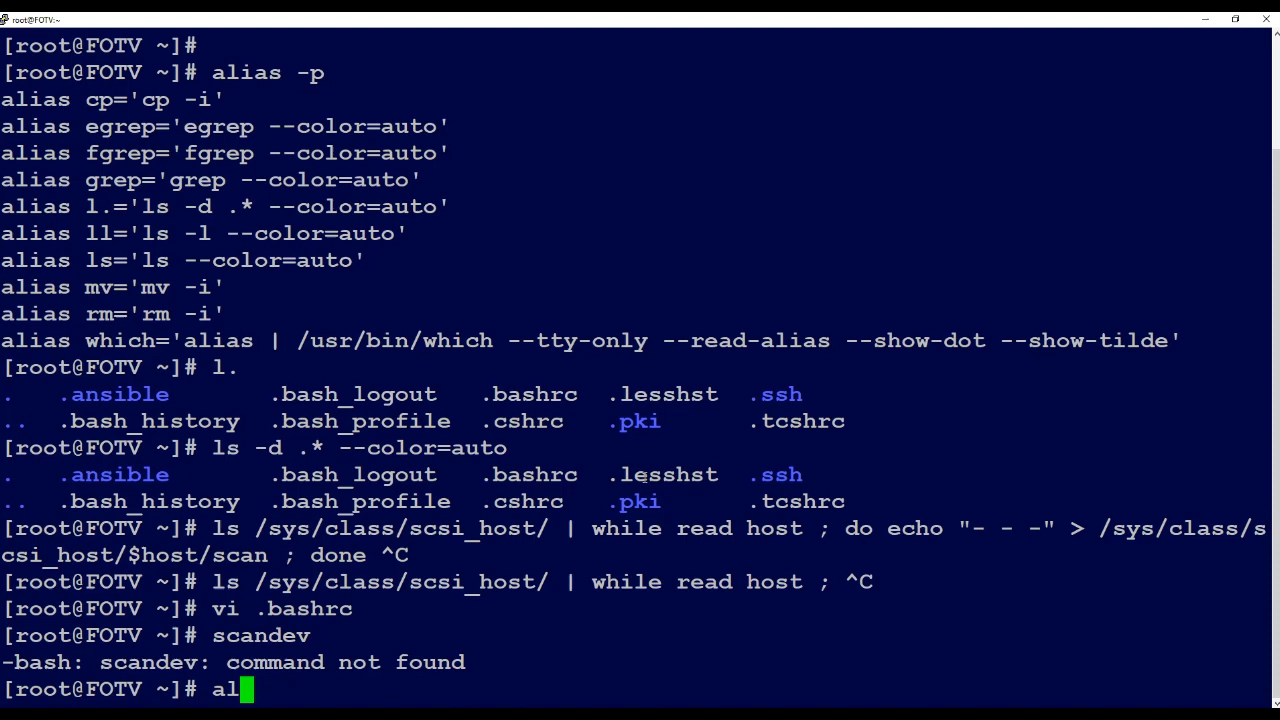 root@FOTV:~
[root@FOTV ~]#
[root@FOTV ~]# alias -p
alias cp='cp -i'
alias egrep='egrep --color=auto'
alias fgrep='fgrep --color=auto'
alias grep='grep --color=auto'
alias l.='ls -d .* --color=auto'
alias ll='ls -l --color=auto'
alias ls='ls --color=auto'
alias mv='mv -i'
alias rm='rm -i'
alias which='alias | /usr/bin/which --tty-only --read-alias --show-dot --show-tilde'
[root@FOTV ~]# l.
. .ansible .bash_logout .bashrc .lesshst .ssh
.. .bash_history .bash_profile .cshrc .pki .tcshrc
[root@FOTV ~]# ls -d .* --color=auto
. .ansible .bash_logout .bashrc .lesshst .ssh
.. .bash_history .bash_profile .cshrc .pki .tcshrc
[root@FOTV ~]# ls /sys/class/scsi_host/ | while read host ; do echo "- - -" > /sys/class/s
csi_host/$host/scan ; done ^C
[root@FOTV ~]# ls /sys/class/scsi_host/ | while read host ; ^C
[root@FOTV ~]# vi .bashrc
[root@FOTV ~]# scandev
-bash: scandev: command not found
[root@FOTV ~]# al